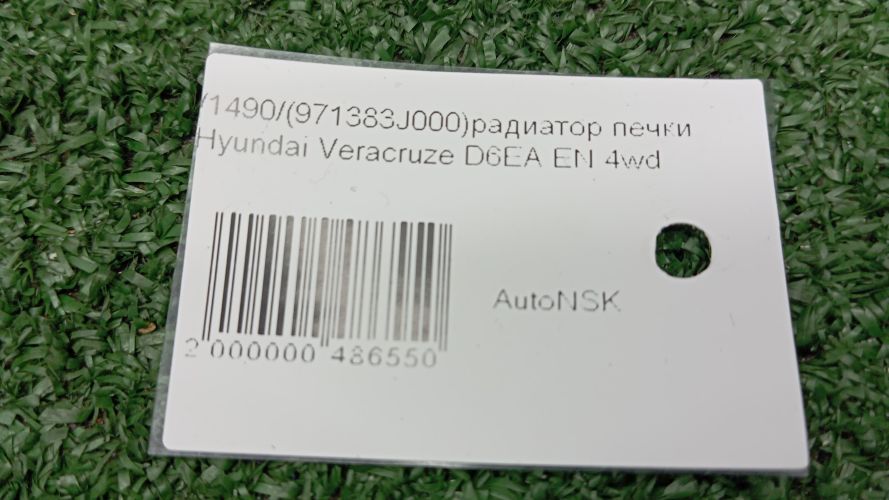 /1490/(971383J000)радиатор печки
Hyundai Veracruze D6EA EN 4wd
AutoNSK
2 000000 486550